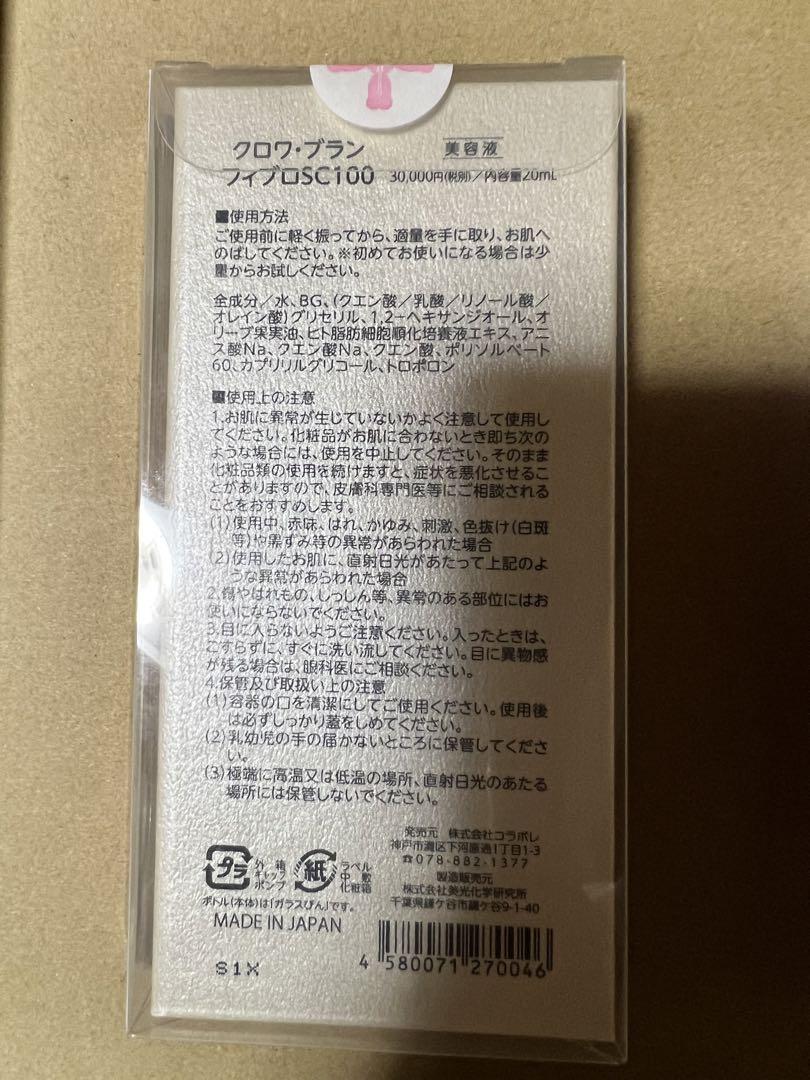 クロワ・ブラン
美容液
フィブロSC100 30,000円(税別)/内容量20mL
■使用方法
ご使用前に軽く振ってから、適量を手に取り、お肌へ
のばしてください。※初めてお使いになる場合は少
量からお試しください。
全成分/水、BG、(クエン酸/乳酸/リノール酸/
オレイン酸)グリセリル、1,2-ヘキサンジオール、オ
リーブ果実油、ヒト脂肪細胞順化培養液エキス、アニ
ス酸Na、クエン酸Na、クエン酸、ポリソルベート
60、カプリリルグリコール、トロポロン
■使用上の注意
1.お肌に異常が生じていないかよく注意して使用し
てください。化粧品がお肌に合わないとき即ち次の
ような場合には、使用を中止してください。そのまま
化粧品類の使用を続けますと、症状を悪化させるこ
とがありますので、皮膚科専門医等にご相談される
ことをおすすめします。
(1)使用中、赤味、はれ、かゆみ、刺激、色抜け(白斑
等)や黒ずみ等の異常があらわれた場合
(2)使用したお肌に、直射日光があたって上記のよ
うな異常があらわれた場合
2.傷やはれもの、しっしん等、異常のある部位にはお
使いにならないでください。
3.目に入らないようご注意ください。入ったときは、
こすらずに、すぐに洗い流してください。目に異物感
が残る場合は、眼科医にご相談ください。
4.保管及び取扱い上の注意
(1)容器の口を清潔にしてご使用ください。使用後
は必ずしっかり蓋をしめてください。
(2)乳幼児の手の届かないところに保管してくださ
い。
(3)極端に高温又は低温の場所、直射日光のあたる
場所には保管しないでください。
発売元 株式会社コラボレ
神戸市灘区下河原通1丁目1-3
☎078-882-1377
製造販売元
株式会社美光化学研究所
千葉県鎌ケ谷市鎌ケ谷9-1-40
プラ
外箱
キャップ
ポンプ
紙
ラベル
中敷
化粧箱
ボトル(本体)は「ガラスびん」です。
MADE IN JAPAN
S1X
4 580071 270046